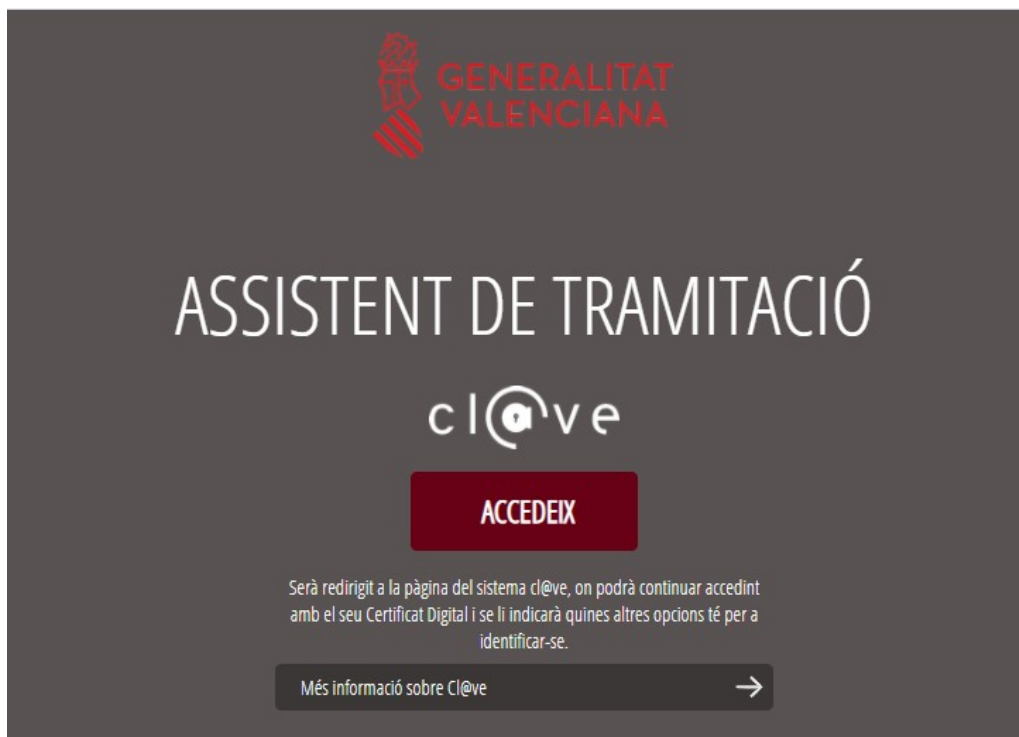 GENERALITAT
VALENCIANA
ASSISTENT DE TRAMITACIÓ
cl@ve
ACCEDEIX
Serà redirigit a la pàgina del sistema cl@ve, on podrà continuar accedint
amb el seu Certificat Digital i se li indicarà quines altres opcions té per a
identificar-se.
Més informació sobre Cl@ve